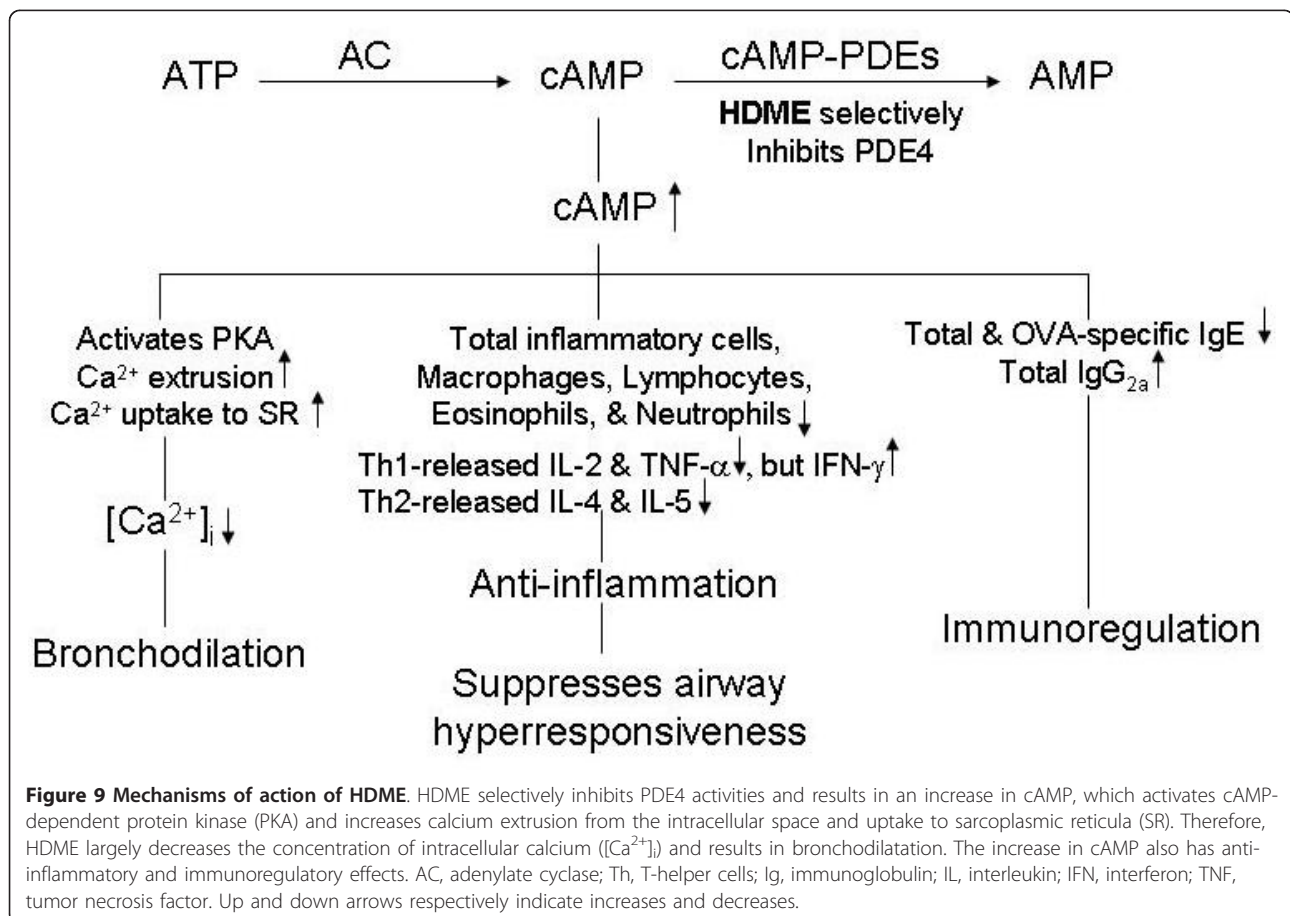 ATP AC cAMP cAMP-PDEs AMP
HDME selectively
Inhibits PDE4
cAMP ↑
Activates PKA
Ca²⁺ extrusion ↑
Ca²⁺ uptake to SR ↑
[Ca²⁺]ᵢ ↓
Bronchodilation
Total inflammatory cells,
Macrophages, Lymphocytes,
Eosinophils, & Neutrophils ↓
Th1-released IL-2 & TNF-α ↓, but IFN-γ ↑
Th2-released IL-4 & IL-5 ↓
Anti-inflammation
Suppresses airway
hyperresponsiveness
Total & OVA-specific IgE ↓
Total IgG₂ₐ ↑
Immunoregulation
Figure 9 Mechanisms of action of HDME. HDME selectively inhibits PDE4 activities and results in an increase in cAMP, which activates cAMP-
dependent protein kinase (PKA) and increases calcium extrusion from the intracellular space and uptake to sarcoplasmic reticula (SR). Therefore,
HDME largely decreases the concentration of intracellular calcium ([Ca²⁺]ᵢ) and results in bronchodilatation. The increase in cAMP also has anti-
inflammatory and immunoregulatory effects. AC, adenylate cyclase; Th, T-helper cells; Ig, immunoglobulin; IL, interleukin; IFN, interferon; TNF,
tumor necrosis factor. Up and down arrows respectively indicate increases and decreases.